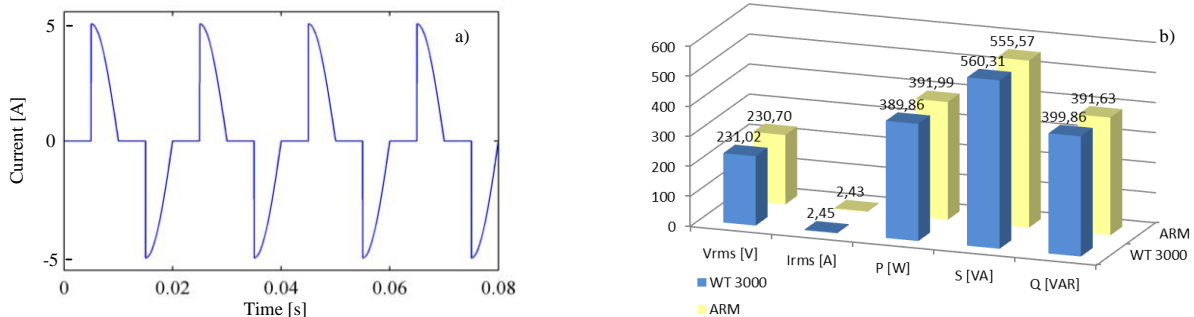 a)
Current [A]
5
0
-5
0
0.02
0.04
0.06
0.08
Time [s]
b)
600
500
400
300
200
100
0
231,02
230,70
2,45
2,43
389,86
391,99
560,31
555,57
399,86
391,63
Vrms [V]
Irms [A]
P [W]
S [VA]
Q [VAR]
ARM
WT 3000
WT 3000
ARM